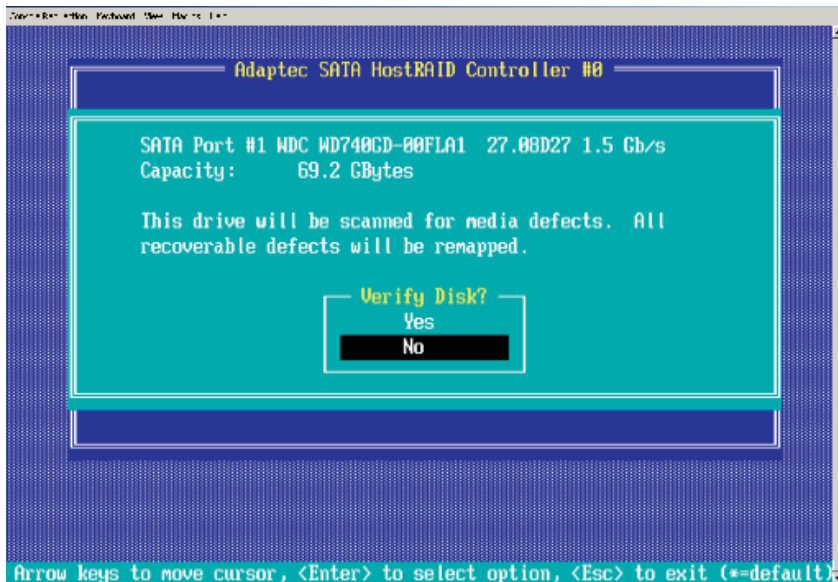 Keyboard View
Adaptec SATA HostRAID Controller #0
SATA Port #1 WDC WD740GD-00FLA1 27.08D27 1.5 Gb/s
Capacity: 69.2 GBytes
This drive will be scanned for media defects. All
recoverable defects will be remapped.
Verify Disk?
Yes
No
Arrow keys to move cursor, <Enter> to select option, <Esc> to exit (*=default)